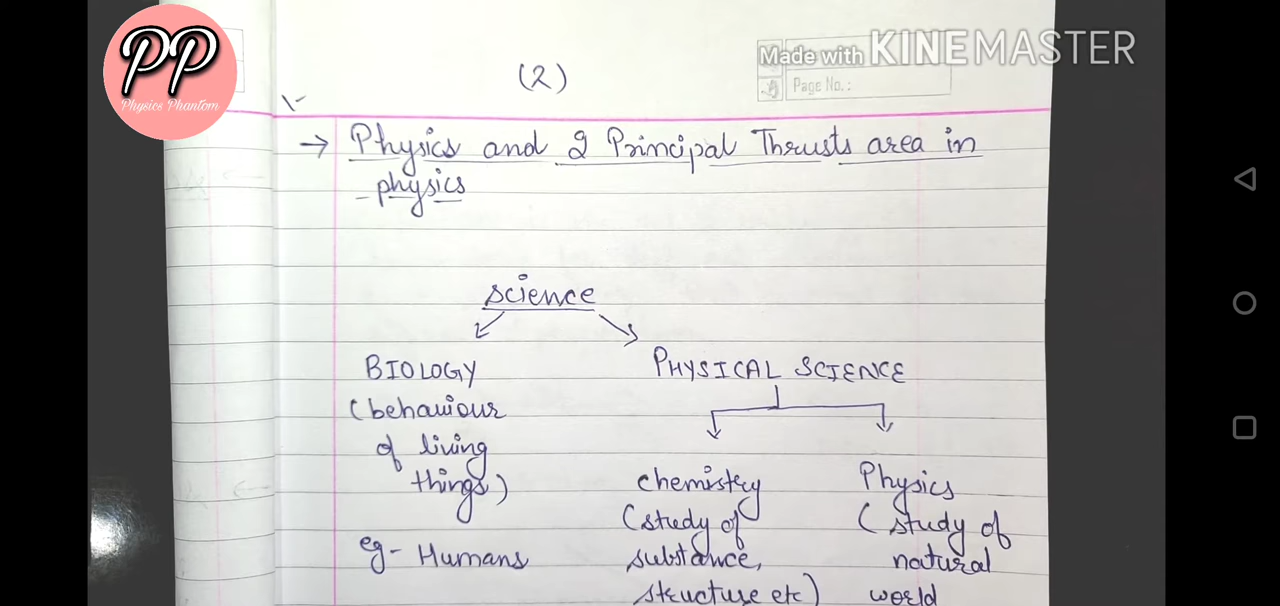 PP
Physics Phantom
Made with KINEMASTER
Page No.:
(2)
→ Physics and 2 Principal Thrusts area in
physics
science
BIOLOGY
(behaviour
of living
things)
eg- Humans
PHYSICAL SCIENCE
chemistry
(study of
substance,
structure etc)
Physics
(study of
natural
world